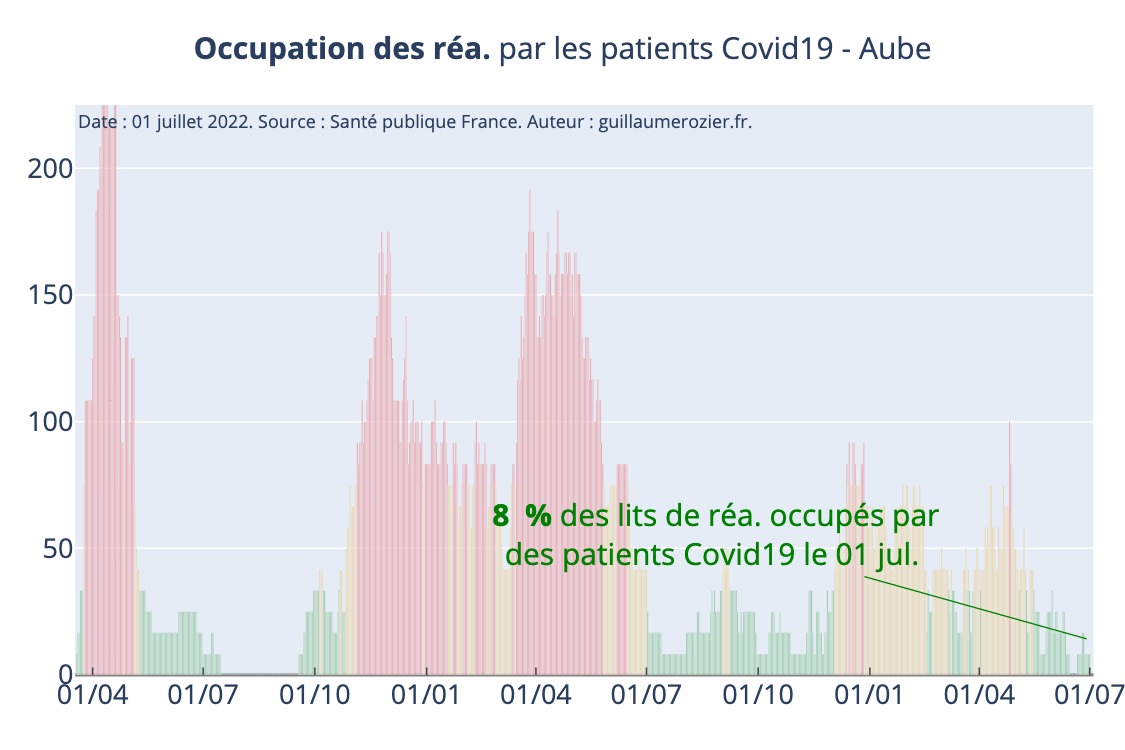 Occupation des réa. par les patients Covid19 - Aube
Date : 01 juillet 2022. Source : Santé publique France. Auteur : guillaumerozier.fr.
200
150
100
50
0
8 % des lits de réa. occupés par
des patients Covid19 le 01 jul.
01/04 01/07 01/10 01/01 01/04 01/07 01/10 01/01 01/04 01/07